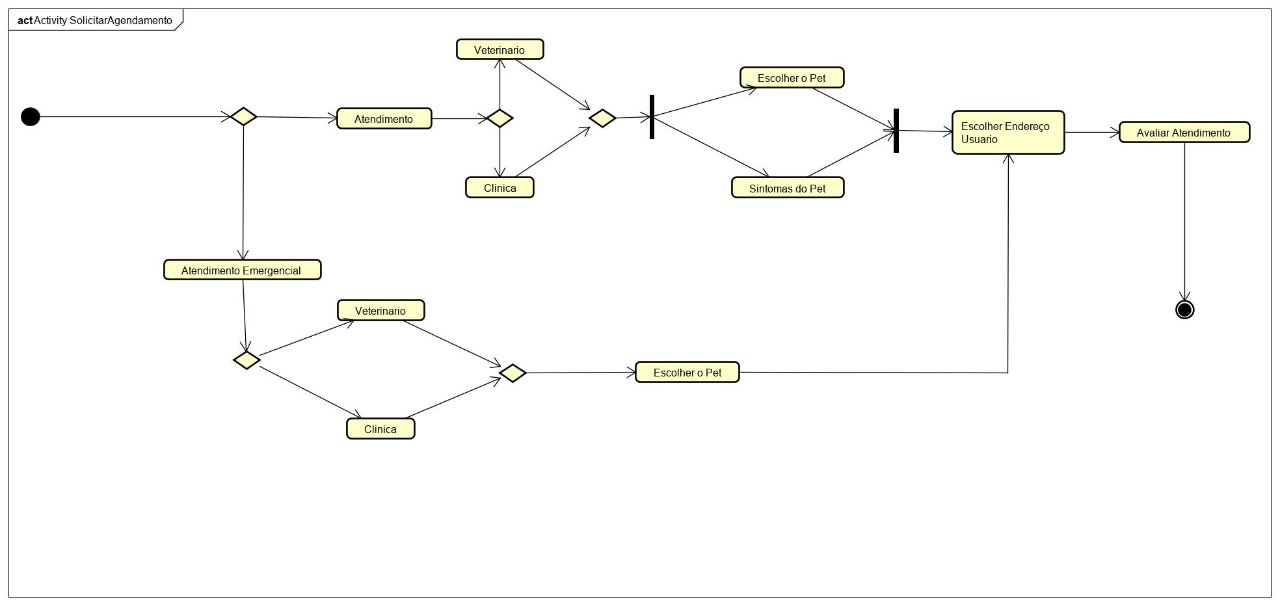 act Activity SolicitarAgendamento
Veterinario
Escolher o Pet
Atendimento
Escolher Endereço
Usuario
Avaliar Atendimento
Clinica
Sintomas do Pet
Atendimento Emergencial
Veterinario
Escolher o Pet
Clinica